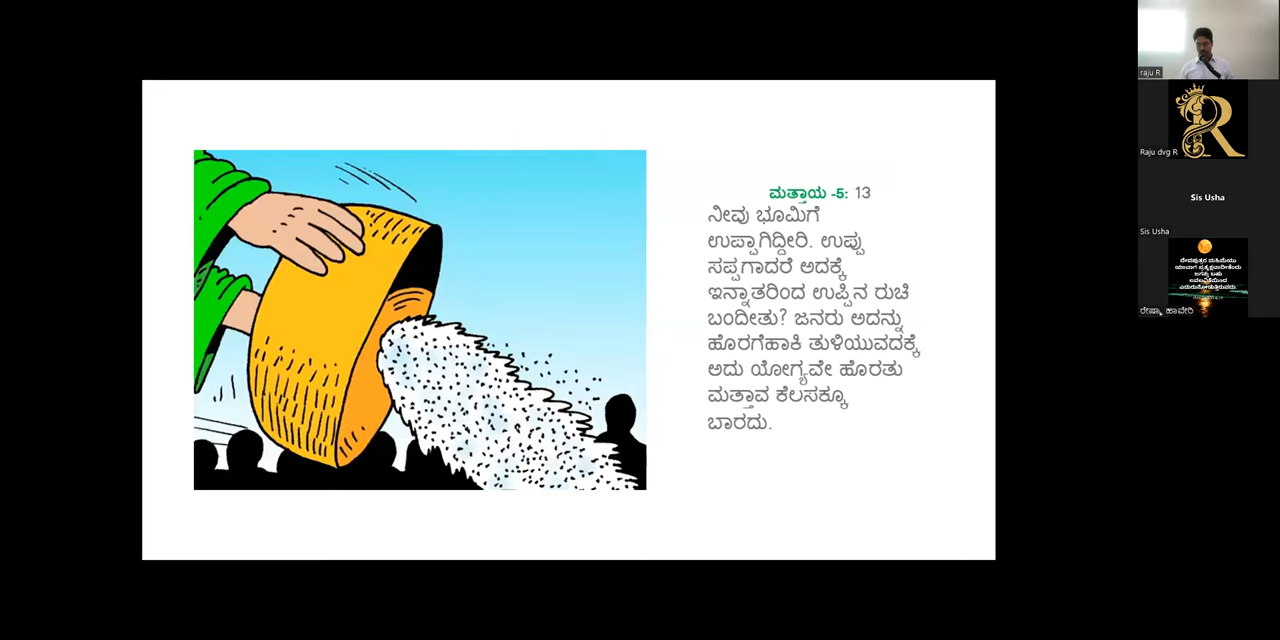 ಮತ್ತಾಯ -5: 13
ನೀವು ಭೂಮಿಗೆ
ಉಪ್ಪಾಗಿದ್ದೀರಿ. ಉಪ್ಪು
ಸಪ್ಪಗಾದರೆ ಅದಕ್ಕೆ
ಇನ್ನಾತರಿಂದ ಉಪ್ಪಿನ ರುಚಿ
ಬಂದೀತು? ಜನರು ಅದನ್ನು
ಹೊರಗೆಹಾಕಿ ತುಳಿಯುವದಕ್ಕೆ
ಅದು ಯೋಗ್ಯವೇ ಹೊರತು
ಮತ್ತಾವ ಕೆಲಸಕ್ಕೂ
ಬಾರದು.
raju R
R
Raju dvg R
Sis Usha
Sis Usha
ರೇಷ್ಮಾ ಹಾವೇರಿ